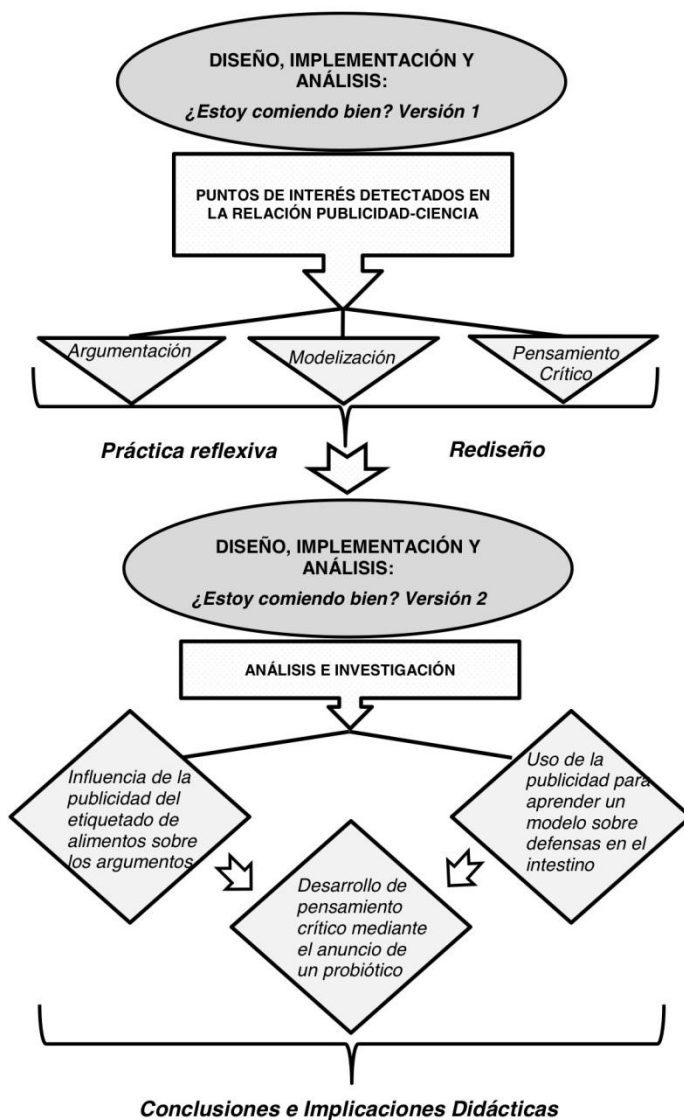 DISEÑO, IMPLEMENTACIÓN Y
ANÁLISIS:
¿Estoy comiendo bien? Versión 1
PUNTOS DE INTERÉS DETECTADOS EN
LA RELACIÓN PUBLICIDAD-CIENCIA
Argumentación
Modelización
Pensamiento
Crítico
Práctica reflexiva
Rediseño
DISEÑO, IMPLEMENTACIÓN Y
ANÁLISIS:
¿Estoy comiendo bien? Versión 2
ANÁLISIS E INVESTIGACIÓN
Influencia de la
publicidad del
etiquetado de
alimentos sobre
los argumentos
Uso de la
publicidad para
aprender un
modelo sobre
defensas en el
intestino
Desarrollo de
pensamiento
crítico mediante
el anuncio de
un probiótico
Conclusiones e Implicaciones Didácticas